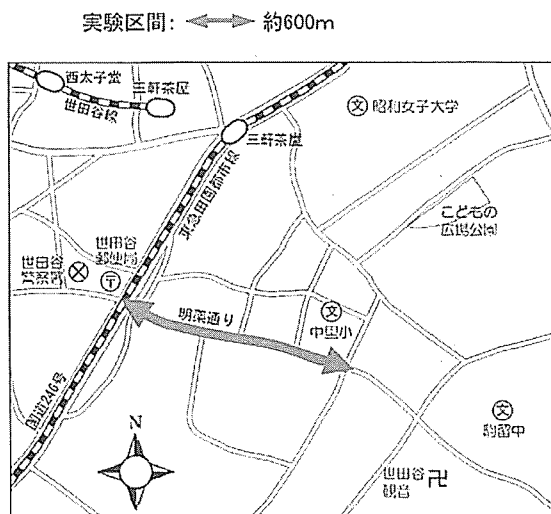 実験区間: 約600m
西太子堂
三軒茶屋
世田谷線
昭和女子大学
三軒茶屋
東急田園都市線
こどもの
広場公園
世田谷
郵便局
世田谷
警察署
文
文
文
〒
明薬通り
中里小
国道246号
N
駒留中
世田谷
観音
卍